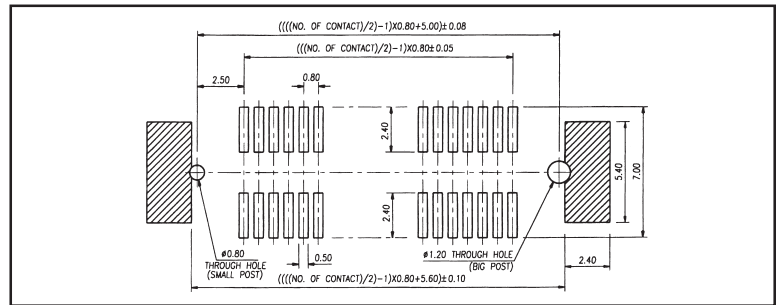 ((((NO. OF CONTACT)/2)-1)X0.80+5.00)±0.08
(((NO. OF CONTACT)/2)-1)X0.80±0.05
2.50
0.80
2.40
5.40
7.00
2.40
ø0.80
THROUGH HOLE
(SMALL POST)
0.50
ø1.20 THROUGH HOLE
(BIG POST)
2.40
((((NO. OF CONTACT)/2)-1)X0.80+5.60)±0.10